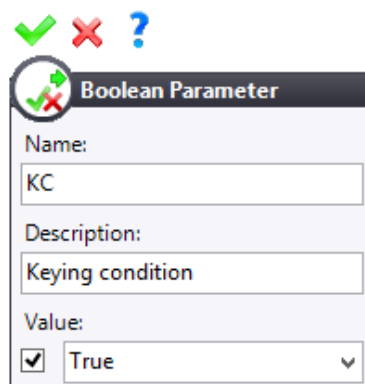 ?
Boolean Parameter
Name:
KC
Description:
Keying condition
Value:
True